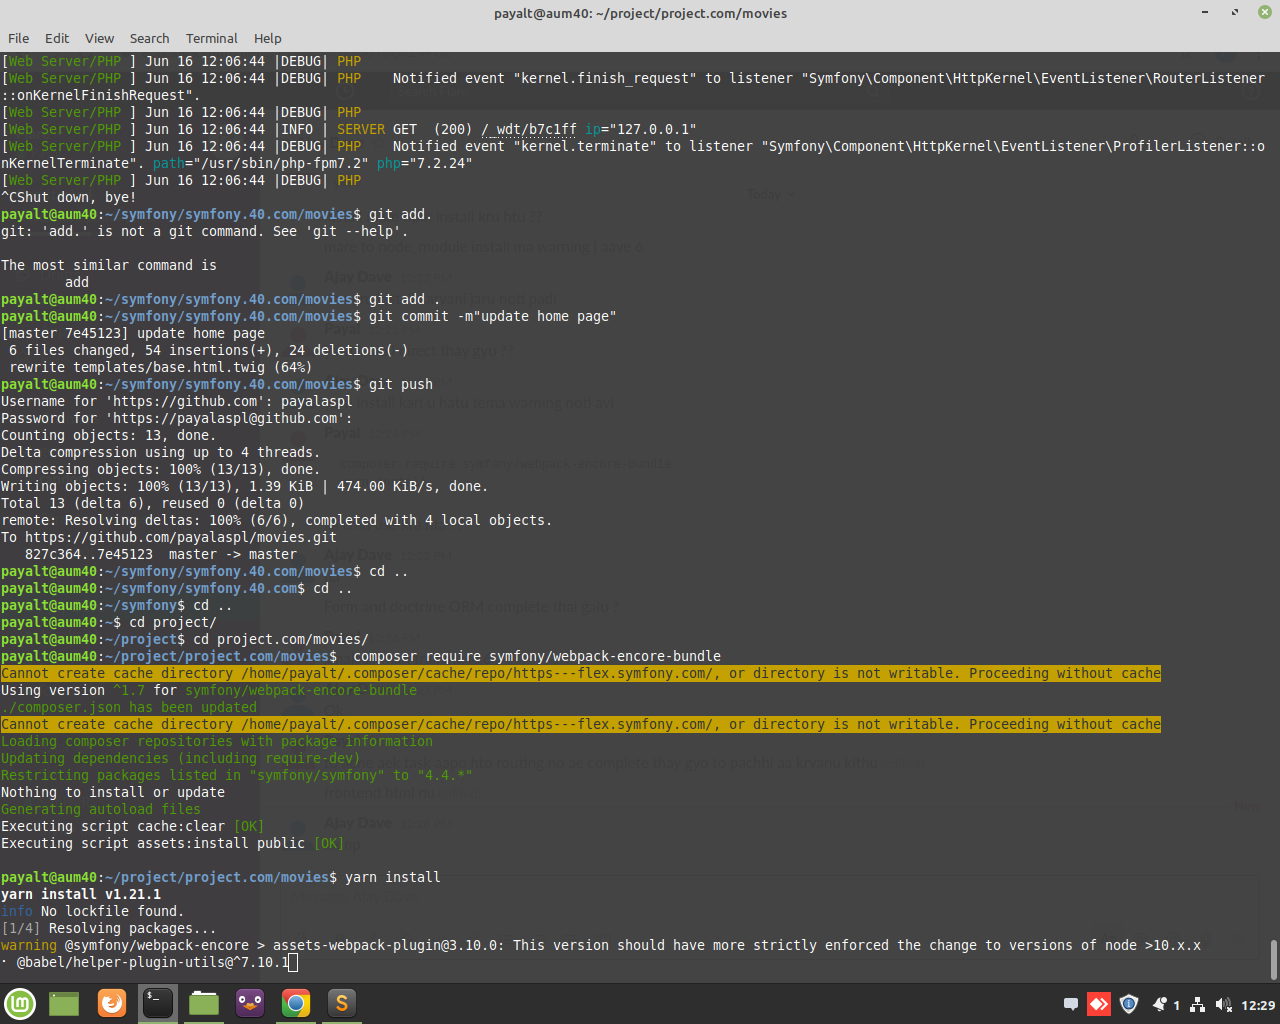 payalt@aum40: ~/project/project.com/movies
File Edit View Search Terminal Help
[Web Server/PHP ] Jun 16 12:06:44 |DEBUG| PHP
[Web Server/PHP ] Jun 16 12:06:44 |DEBUG| PHP    Notified event "kernel.finish_request" to listener "Symfony\Component\HttpKernel\EventListener\RouterListener
::onKernelFinishRequest".
[Web Server/PHP ] Jun 16 12:06:44 |DEBUG| PHP
[Web Server/PHP ] Jun 16 12:06:44 |INFO | SERVER GET  (200) /_wdt/b7c1ff ip="127.0.0.1"
[Web Server/PHP ] Jun 16 12:06:44 |DEBUG| PHP    Notified event "kernel.terminate" to listener "Symfony\Component\HttpKernel\EventListener\ProfilerListener::o
nKernelTerminate". path="/usr/sbin/php-fpm7.2" php="7.2.24"
[Web Server/PHP ] Jun 16 12:06:44 |DEBUG| PHP
^CShut down, bye!
payalt@aum40:~/symfony/symfony.40.com/movies$ git add.
git: 'add.' is not a git command. See 'git --help'.
The most similar command is
        add
payalt@aum40:~/symfony/symfony.40.com/movies$ git add .
payalt@aum40:~/symfony/symfony.40.com/movies$ git commit -m"update home page"
[master 7e45123] update home page
 6 files changed, 54 insertions(+), 24 deletions(-)
 rewrite templates/base.html.twig (64%)
payalt@aum40:~/symfony/symfony.40.com/movies$ git push
Username for 'https://github.com': payalaspl
Password for 'https://payalaspl@github.com':
Counting objects: 13, done.
Delta compression using up to 4 threads.
Compressing objects: 100% (13/13), done.
Writing objects: 100% (13/13), 1.39 KiB | 474.00 KiB/s, done.
Total 13 (delta 6), reused 0 (delta 0)
remote: Resolving deltas: 100% (6/6), completed with 4 local objects.
To https://github.com/payalaspl/movies.git
   827c364..7e45123  master -> master
payalt@aum40:~/symfony/symfony.40.com/movies$ cd ..
payalt@aum40:~/symfony/symfony.40.com$ cd ..
payalt@aum40:~/symfony$ cd ..
payalt@aum40:~$ cd project/
payalt@aum40:~/project$ cd project.com/movies/
payalt@aum40:~/project/project.com/movies$  composer require symfony/webpack-encore-bundle
Cannot create cache directory /home/payalt/.composer/cache/repo/https---flex.symfony.com/, or directory is not writable. Proceeding without cache
Using version ^1.7 for symfony/webpack-encore-bundle
./composer.json has been updated
Cannot create cache directory /home/payalt/.composer/cache/repo/https---flex.symfony.com/, or directory is not writable. Proceeding without cache
Loading composer repositories with package information
Updating dependencies (including require-dev)
Restricting packages listed in "symfony/symfony" to "4.4.*"
Nothing to install or update
Generating autoload files
Executing script cache:clear [OK]
Executing script assets:install public [OK]
payalt@aum40:~/project/project.com/movies$ yarn install
yarn install v1.21.1
info No lockfile found.
[1/4] Resolving packages...
warning @symfony/webpack-encore > assets-webpack-plugin@3.10.0: This version should have more strictly enforced the change to versions of node >10.x.x
⠂ @babel/helper-plugin-utils@^7.10.1
1 12:29